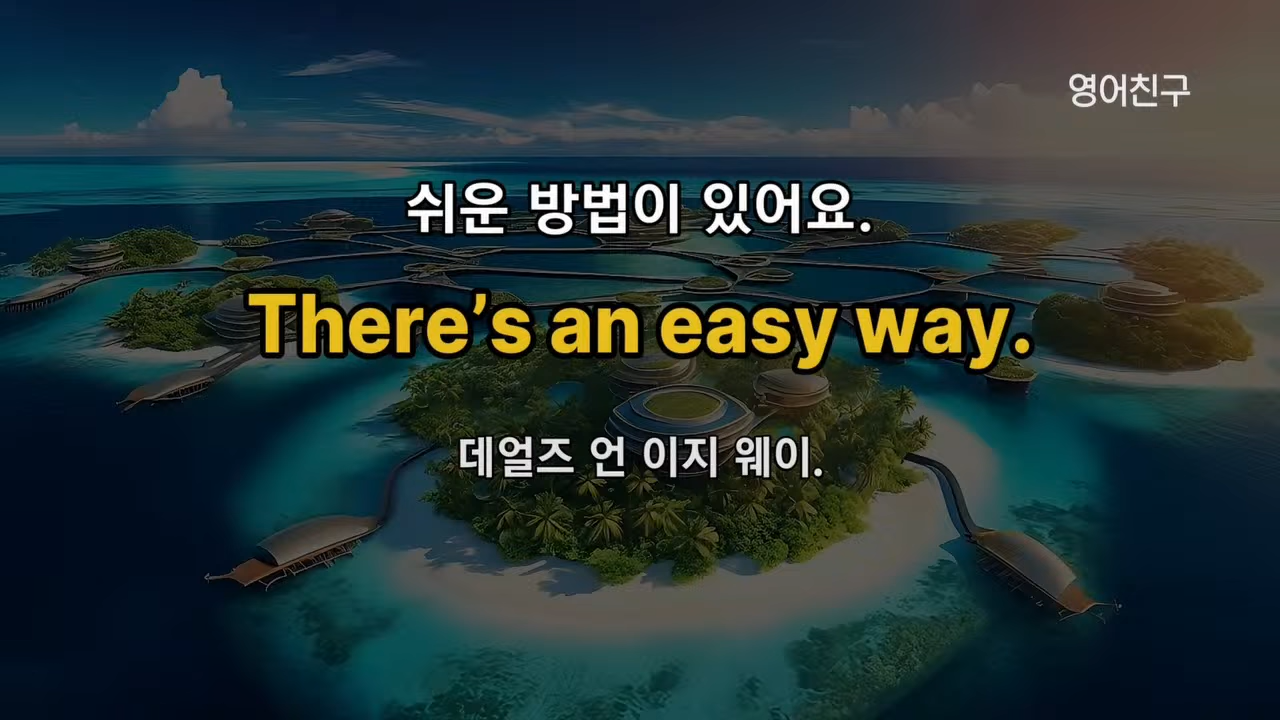 영어친구
쉬운 방법이 있어요.
There’s an easy way.
데얼즈 언 이지 웨이.